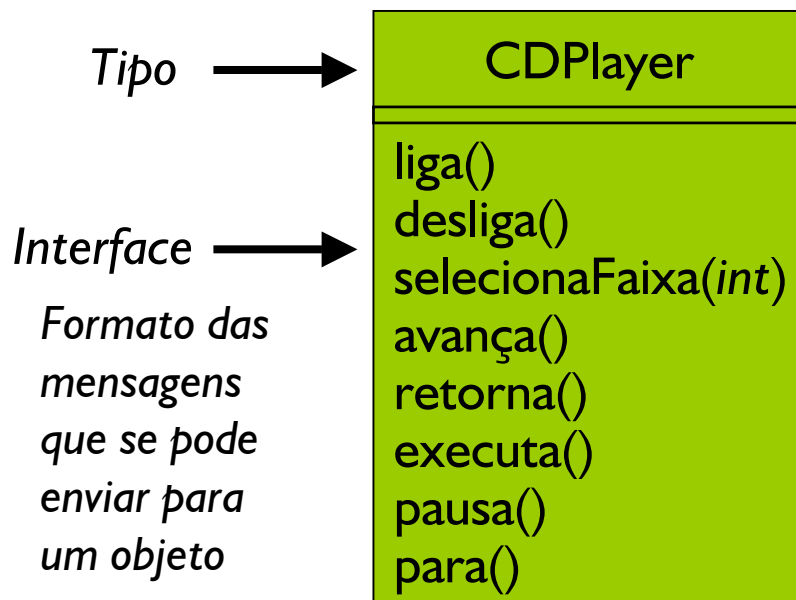 Tipo
CDPlayer
Interface
Formato das
mensagens
que se pode
enviar para
um objeto
liga()
desliga()
selecionaFaixa(int)
avança()
retorna()
executa()
pausa()
para()